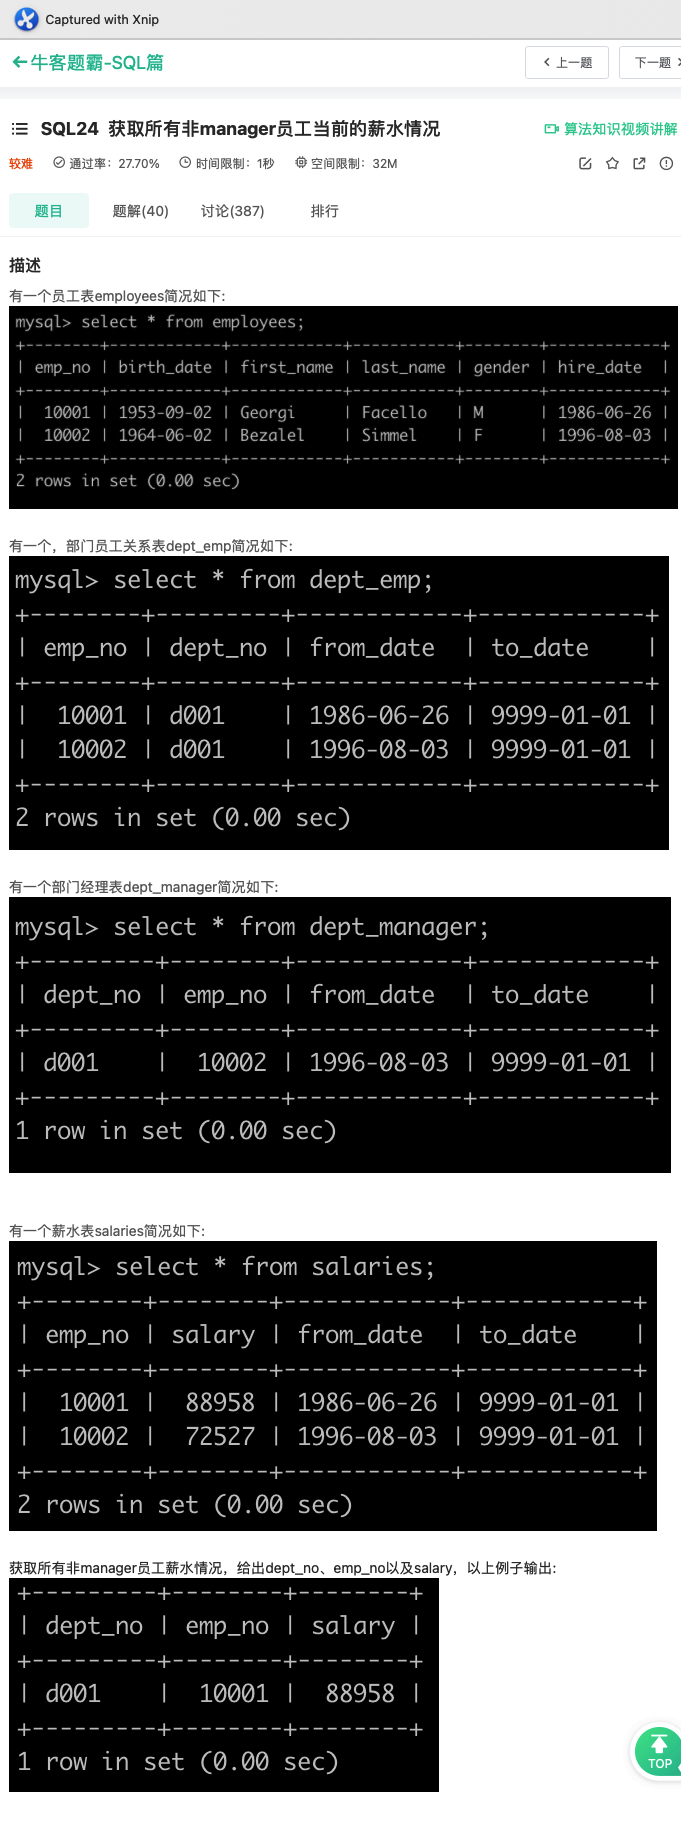 Captured with Xnip
牛客题霸-SQL篇
上一题
下一题
SQL24 获取所有非manager员工当前的薪水情况
算法知识视频讲解
较难 通过率：27.70% 时间限制：1秒 空间限制：32M
题目 题解(40) 讨论(387) 排行
描述
有一个员工表employees简况如下:
mysql> select * from employees;
+--------+------------+------------+-----------+--------+------------+
| emp_no | birth_date | first_name | last_name | gender | hire_date  |
+--------+------------+------------+-----------+--------+------------+
|  10001 | 1953-09-02 | Georgi     | Facello   | M      | 1986-06-26 |
|  10002 | 1964-06-02 | Bezalel    | Simmel    | F      | 1996-08-03 |
+--------+------------+------------+-----------+--------+------------+
2 rows in set (0.00 sec)
有一个，部门员工关系表dept_emp简况如下:
mysql> select * from dept_emp;
+--------+---------+------------+------------+
| emp_no | dept_no | from_date  | to_date    |
+--------+---------+------------+------------+
|  10001 | d001    | 1986-06-26 | 9999-01-01 |
|  10002 | d001    | 1996-08-03 | 9999-01-01 |
+--------+---------+------------+------------+
2 rows in set (0.00 sec)
有一个部门经理表dept_manager简况如下:
mysql> select * from dept_manager;
+---------+--------+------------+------------+
| dept_no | emp_no | from_date  | to_date    |
+---------+--------+------------+------------+
| d001    |  10002 | 1996-08-03 | 9999-01-01 |
+---------+--------+------------+------------+
1 row in set (0.00 sec)
有一个薪水表salaries简况如下:
mysql> select * from salaries;
+--------+--------+------------+------------+
| emp_no | salary | from_date  | to_date    |
+--------+--------+------------+------------+
|  10001 |  88958 | 1986-06-26 | 9999-01-01 |
|  10002 |  72527 | 1996-08-03 | 9999-01-01 |
+--------+--------+------------+------------+
2 rows in set (0.00 sec)
获取所有非manager员工薪水情况，给出dept_no、emp_no以及salary，以上例子输出:
+---------+--------+--------+
| dept_no | emp_no | salary |
+---------+--------+--------+
| d001    |  10001 |  88958 |
+---------+--------+--------+
1 row in set (0.00 sec)
TOP